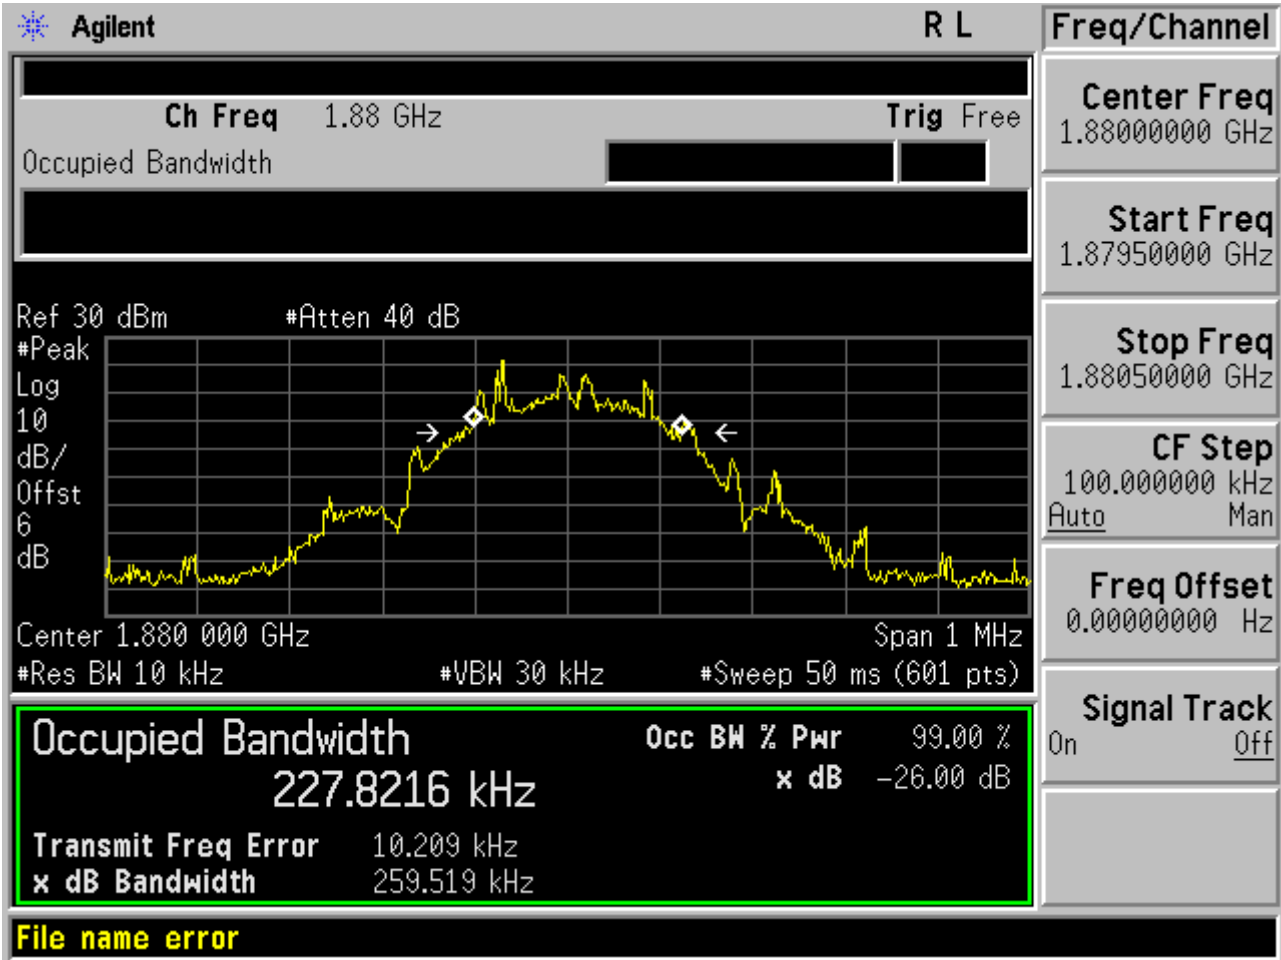 Agilent
R L
Freq/Channel
Ch Freq 1.88 GHz
Trig Free
Occupied Bandwidth
Center Freq
1.88000000 GHz
Start Freq
1.87950000 GHz
Stop Freq
1.88050000 GHz
CF Step
100.000000 kHz
Auto Man
Freq Offset
0.00000000 Hz
Signal Track
On Off
Ref 30 dBm
#Atten 40 dB
#Peak
Log
10
dB/
Offst
6
dB
Center 1.880 000 GHz
Span 1 MHz
#Res BW 10 kHz
#VBW 30 kHz
#Sweep 50 ms (601 pts)
Occupied Bandwidth
227.8216 kHz
Occ BW % Pwr 99.00 %
x dB -26.00 dB
Transmit Freq Error 10.209 kHz
x dB Bandwidth 259.519 kHz
File name error